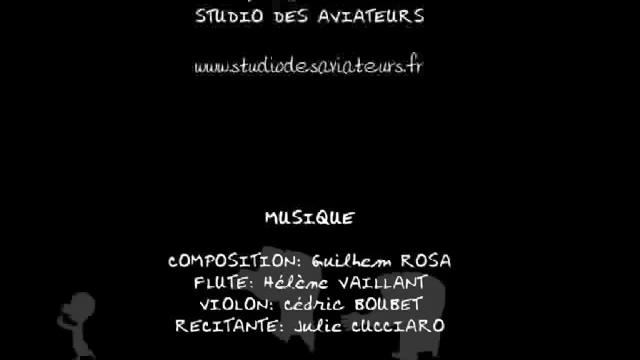 STUDIO DES AVIATEURS
www.studiodesaviateurs.fr
MUSIQUE
COMPOSITION: Guilhem ROSA
FLUTE: Hélène VAILLANT
VIOLON: Cédric BOUBET
RECITANTE: Julie CUCCIARO